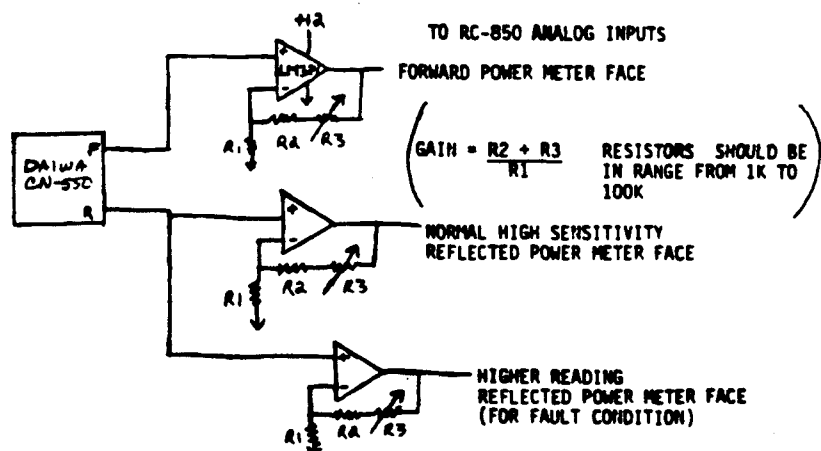 +12
TO RC-850 ANALOG INPUTS
+
LM324
-
FORWARD POWER METER FACE
R1
R2
R3
F
DAIWA
CN-550
R
GAIN = R2 + R3
R1
RESISTORS SHOULD BE
IN RANGE FROM 1K TO
100K
+
-
NORMAL HIGH SENSITIVITY
REFLECTED POWER METER FACE
R1
R2
R3
+
-
HIGHER READING
REFLECTED POWER METER FACE
(FOR FAULT CONDITION)
R1
R2
R3